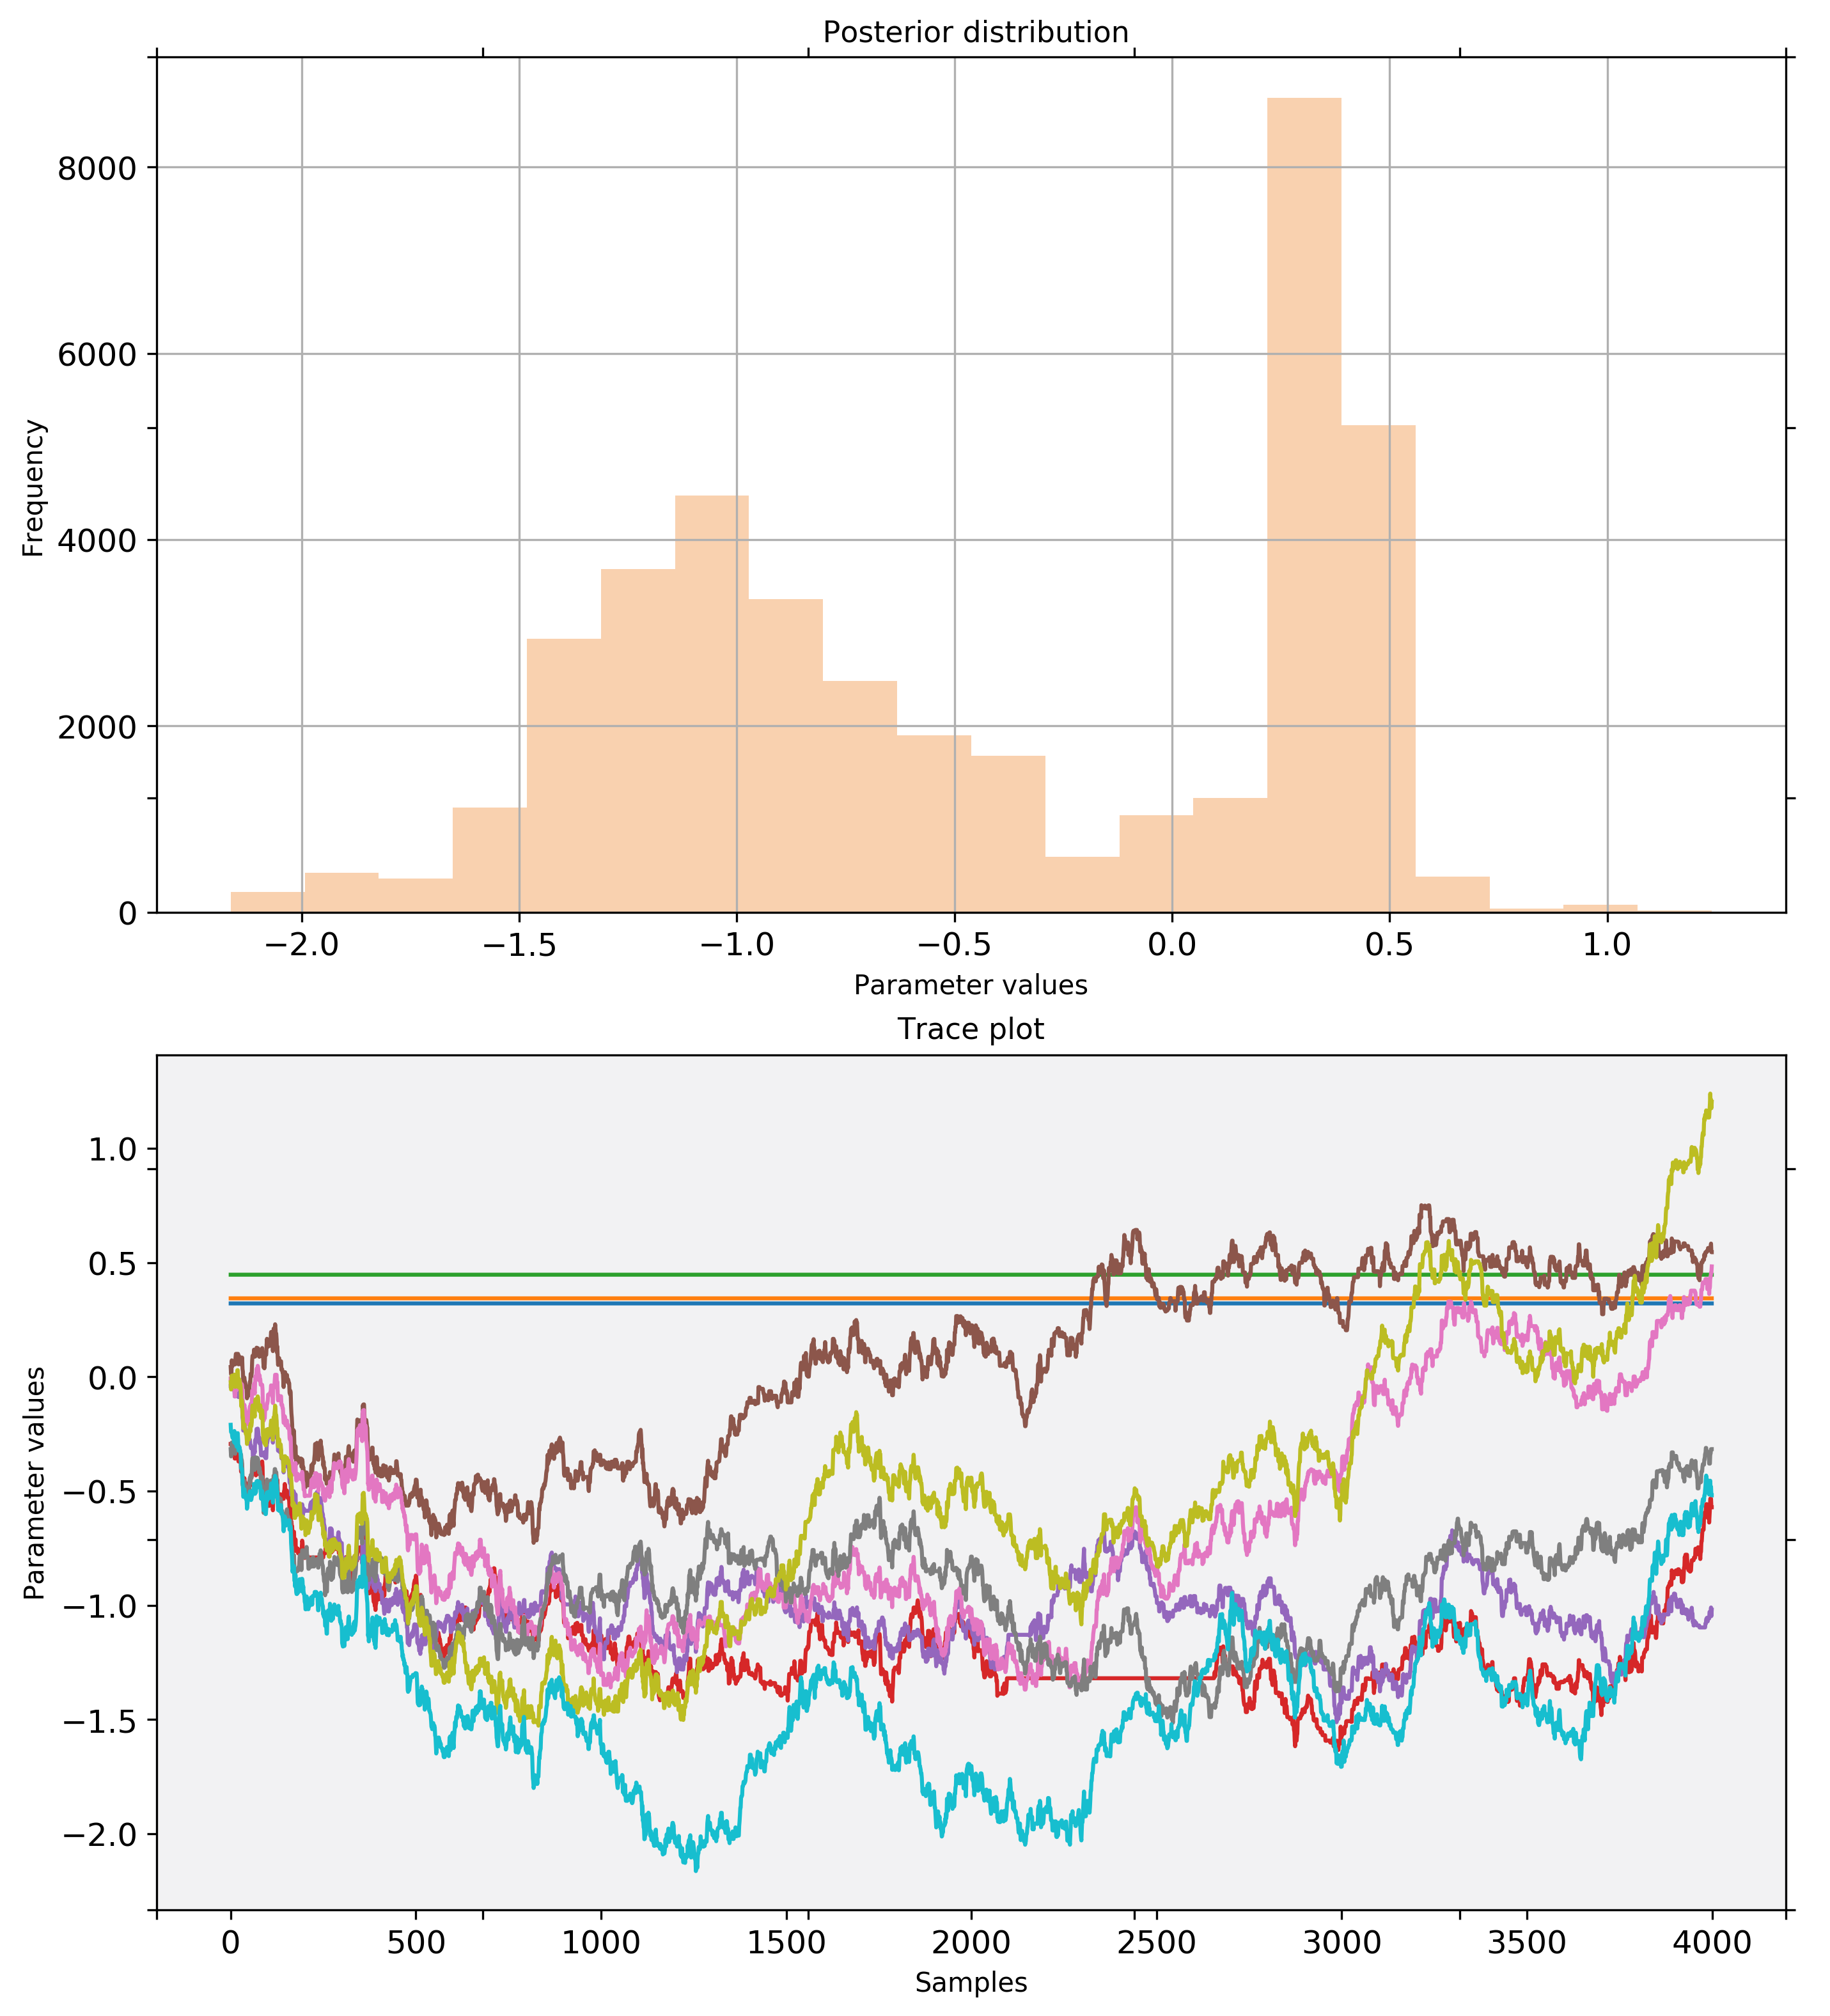 Posterior distribution
8000
6000
4000
2000
0
Frequency
−2.0 −1.5 −1.0 −0.5 0.0 0.5 1.0
Parameter values
Trace plot
1.0
0.5
0.0
−0.5
−1.0
−1.5
−2.0
Parameter values
0 500 1000 1500 2000 2500 3000 3500 4000
Samples